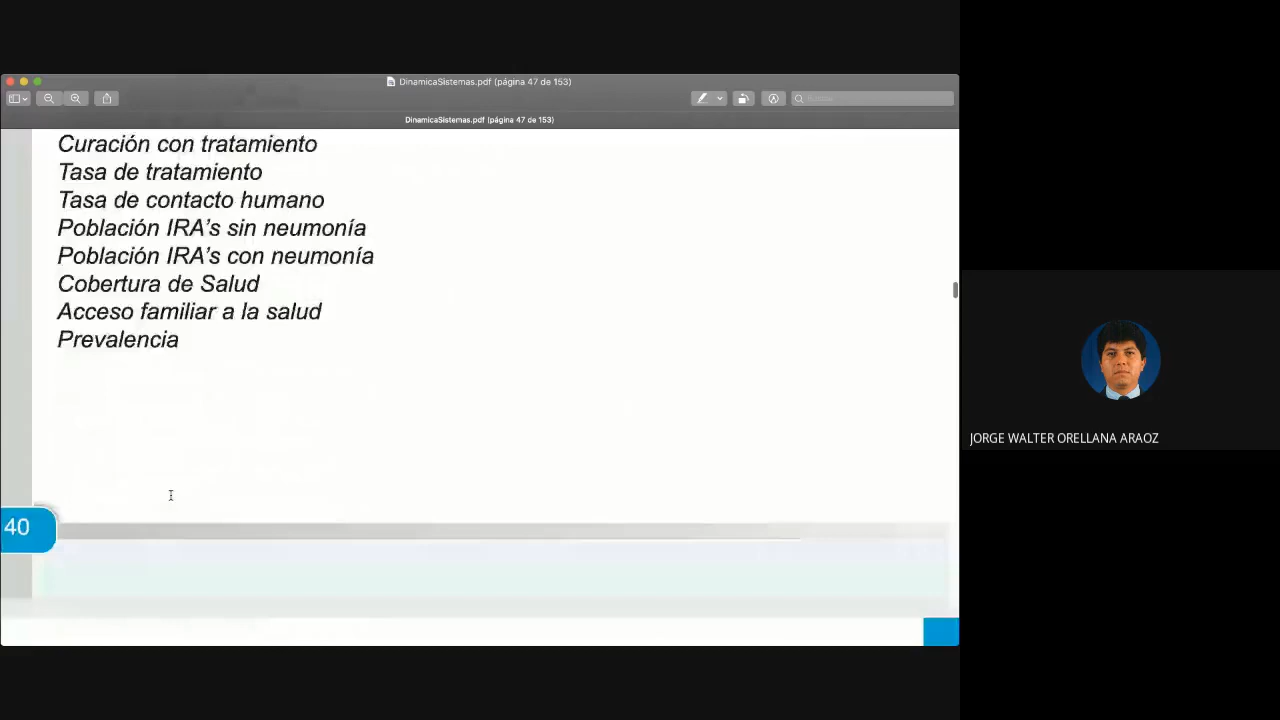 DinamicaSistemas.pdf (página 47 de 153)
DinamicaSistemas.pdf (página 47 de 153)
Curación con tratamiento
Tasa de tratamiento
Tasa de contacto humano
Población IRA’s sin neumonía
Población IRA’s con neumonía
Cobertura de Salud
Acceso familiar a la salud
Prevalencia
40
JORGE WALTER ORELLANA ARAOZ